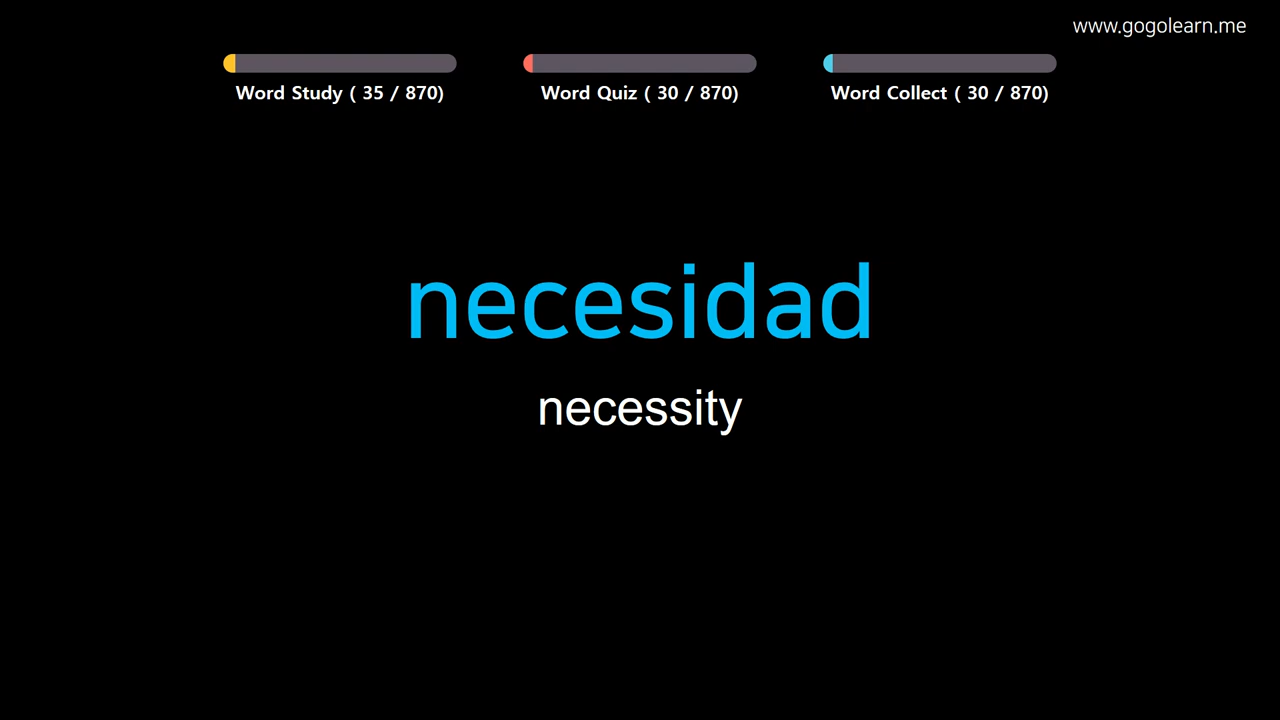 www.gogolearn.me
Word Study ( 35 / 870)
Word Quiz ( 30 / 870)
Word Collect ( 30 / 870)
necesidad
necessity